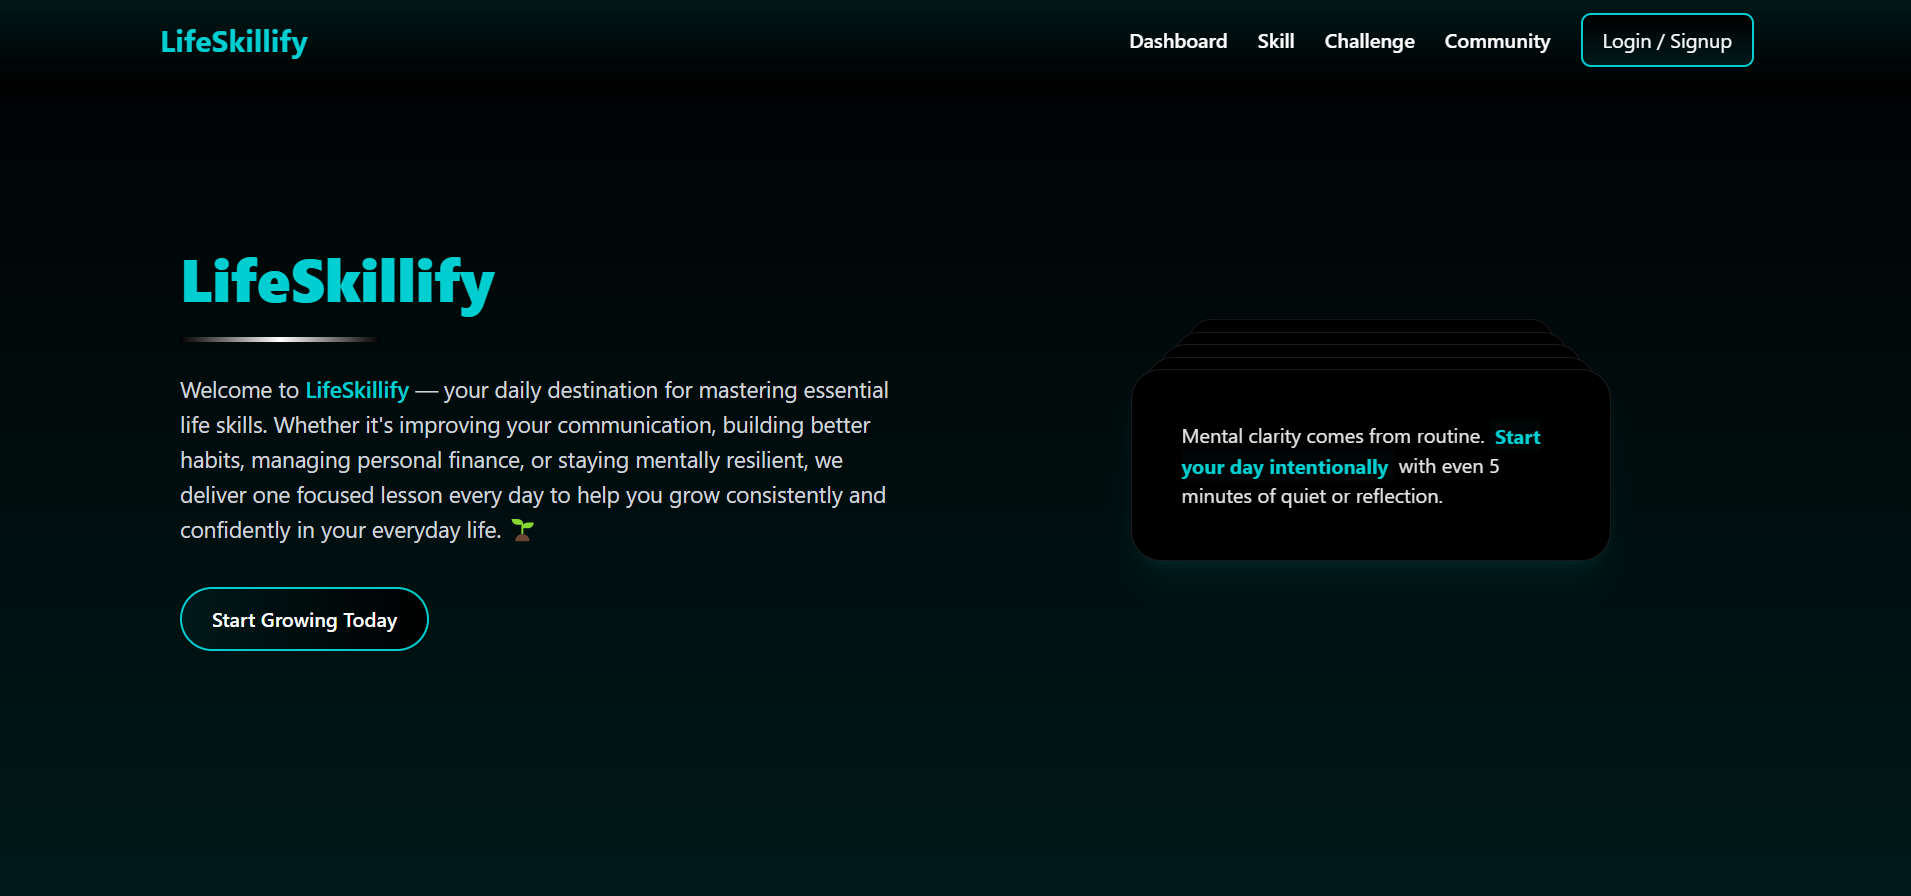 LifeSkillify
Dashboard
Skill
Challenge
Community
Login / Signup
LifeSkillify
Welcome to LifeSkillify — your daily destination for mastering essential
life skills. Whether it's improving your communication, building better
habits, managing personal finance, or staying mentally resilient, we
deliver one focused lesson every day to help you grow consistently and
confidently in your everyday life. 🌱
Start Growing Today
Mental clarity comes from routine. Start
your day intentionally with even 5
minutes of quiet or reflection.